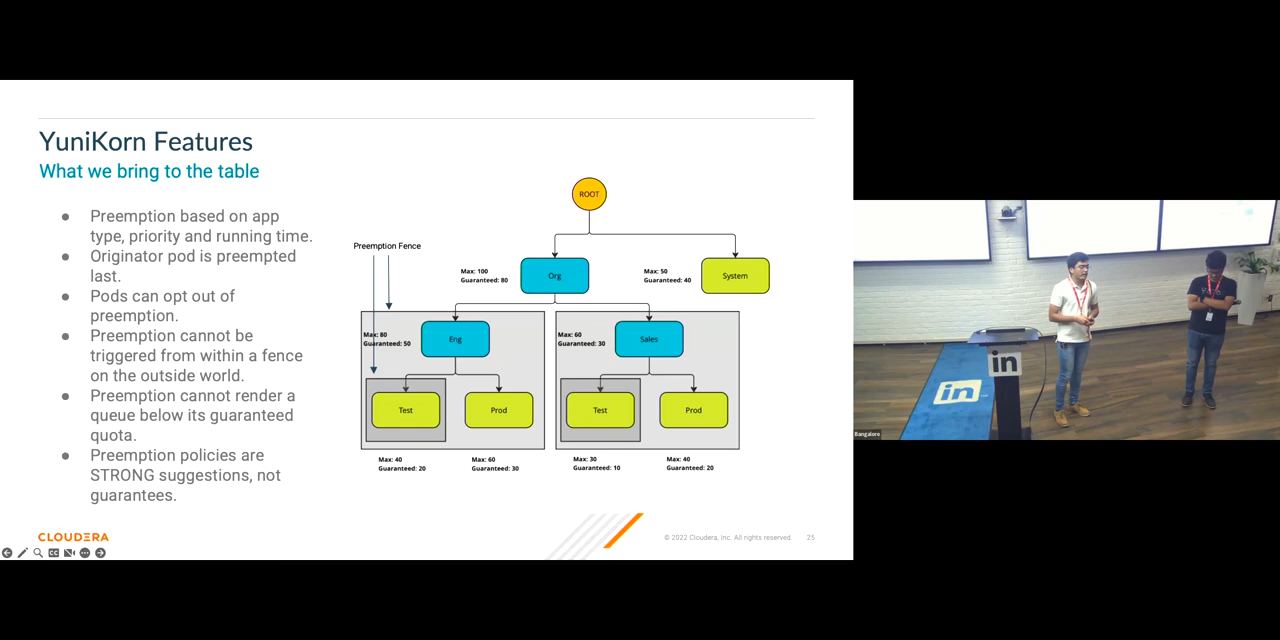 YuniKorn Features
What we bring to the table
● Preemption based on app
type, priority and running time.
● Originator pod is preempted
last.
● Pods can opt out of
preemption.
● Preemption cannot be
triggered from within a fence
on the outside world.
● Preemption cannot render a
queue below its guaranteed
quota.
● Preemption policies are
STRONG suggestions, not
guarantees.
Preemption Fence
ROOT
Max: 100
Guaranteed: 80
Org
Max: 50
Guaranteed: 40
System
Max: 80
Guaranteed: 50
Eng
Max: 60
Guaranteed: 30
Sales
Test
Prod
Test
Prod
Max: 40
Guaranteed: 20
Max: 60
Guaranteed: 30
Max: 30
Guaranteed: 10
Max: 40
Guaranteed: 20
CLOUDERA
© 2022 Cloudera, Inc. All rights reserved.
25
CC
in
in
Bangalore